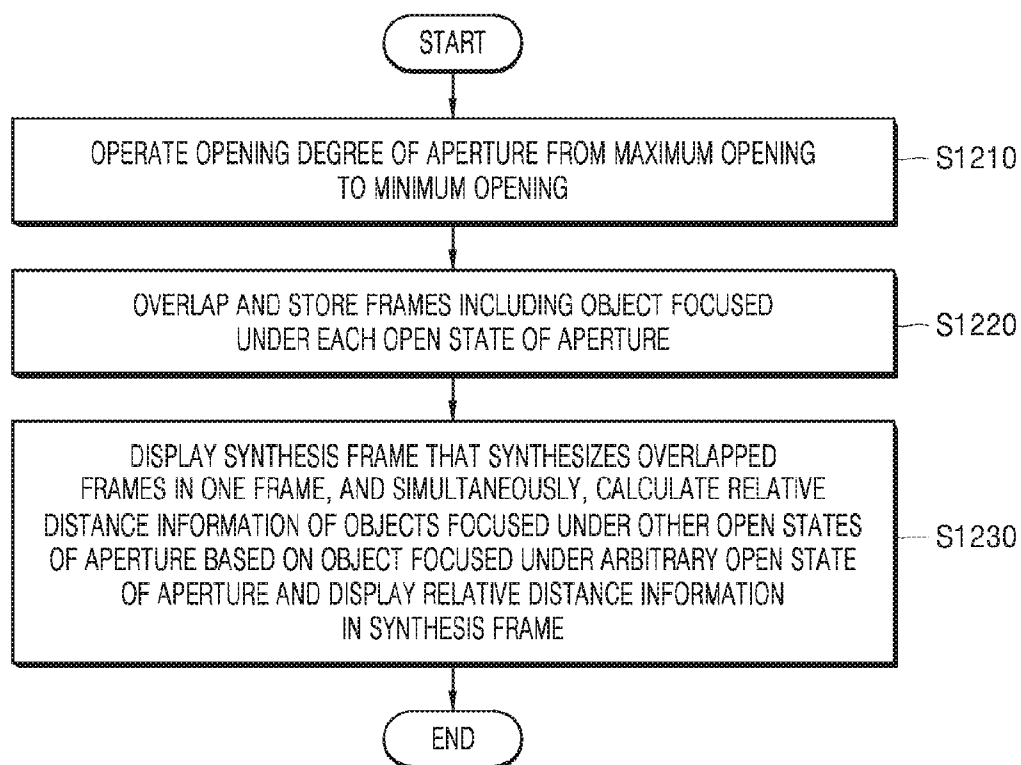 START
OPERATE OPENING DEGREE OF APERTURE FROM MAXIMUM OPENING
TO MINIMUM OPENING
S1210
OVERLAP AND STORE FRAMES INCLUDING OBJECT FOCUSED
UNDER EACH OPEN STATE OF APERTURE
S1220
DISPLAY SYNTHESIS FRAME THAT SYNTHESIZES OVERLAPPED
FRAMES IN ONE FRAME, AND SIMULTANEOUSLY, CALCULATE RELATIVE
DISTANCE INFORMATION OF OBJECTS FOCUSED UNDER OTHER OPEN STATES
OF APERTURE BASED ON OBJECT FOCUSED UNDER ARBITRARY OPEN STATE
OF APERTURE AND DISPLAY RELATIVE DISTANCE INFORMATION
IN SYNTHESIS FRAME
S1230
END